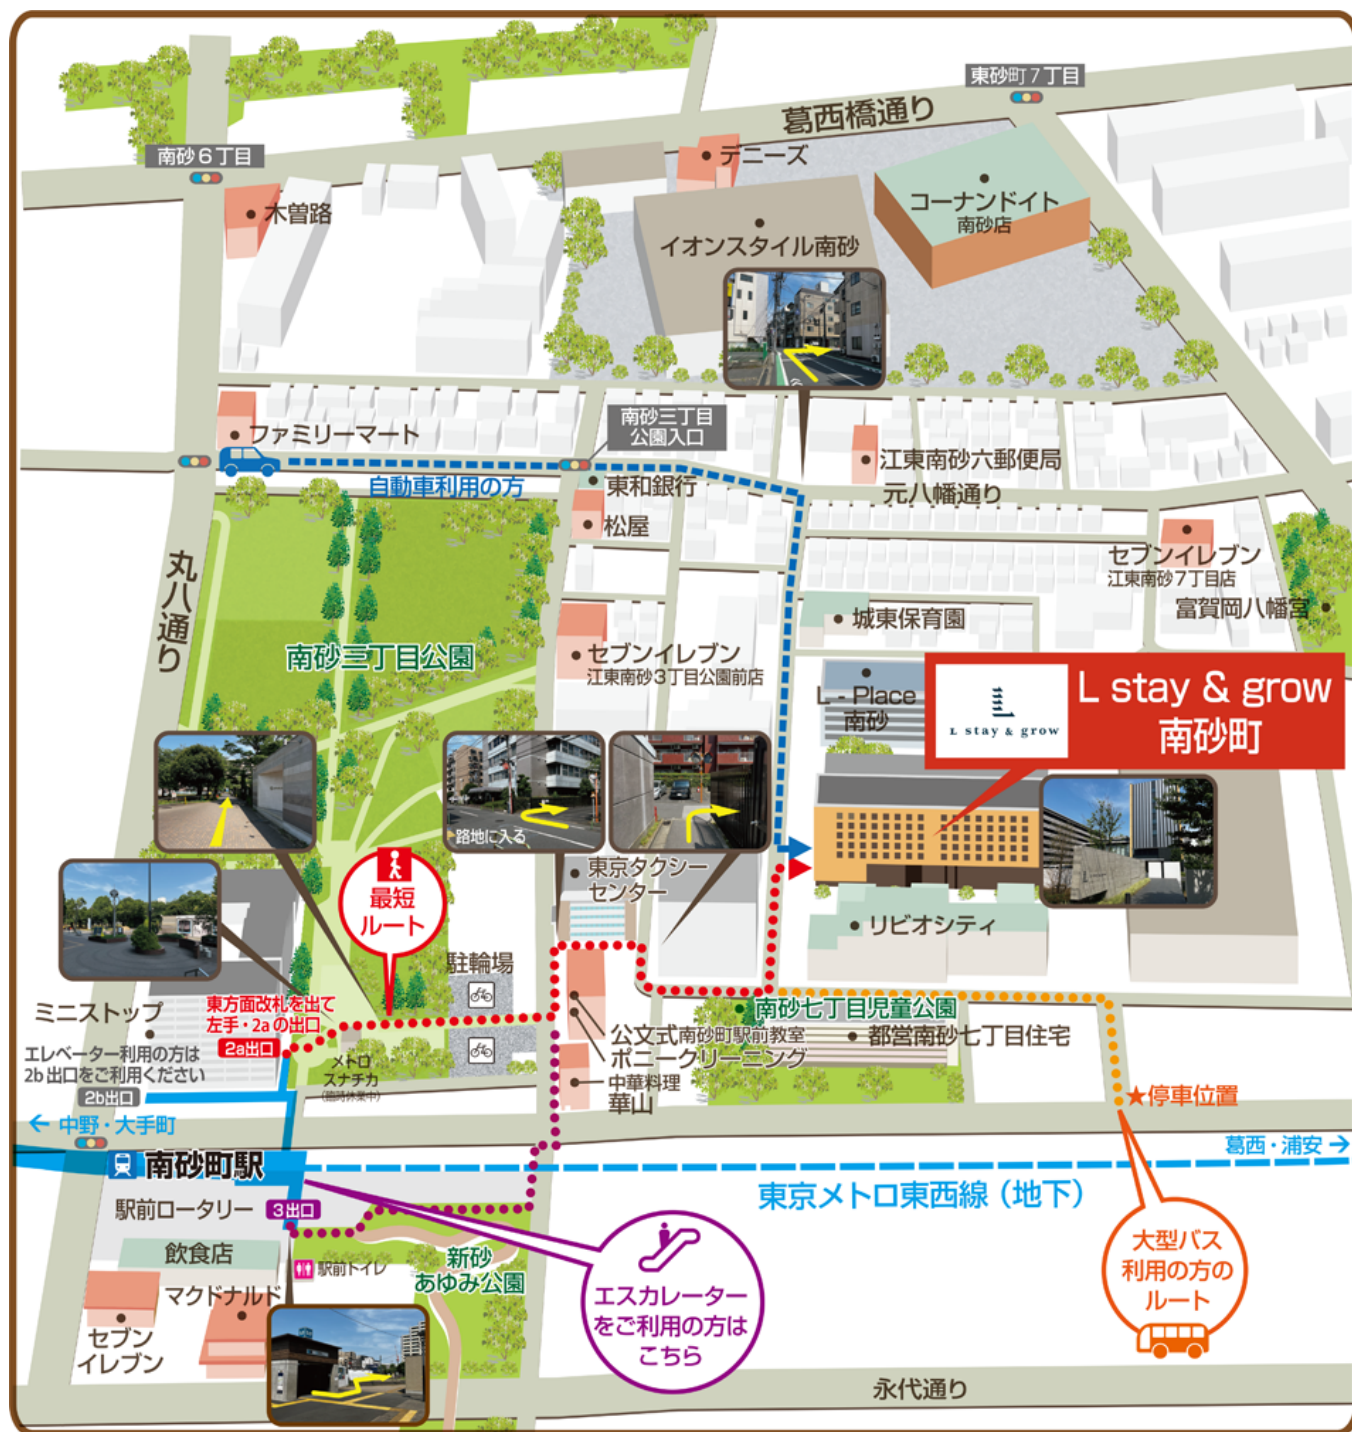 東砂町7丁目
葛西橋通り
南砂6丁目
デニーズ
木曽路
コーナンドイト
南砂店
イオンスタイル南砂
ファミリーマート
南砂三丁目
公園入口
江東南砂六郵便局
自動車利用の方
東和銀行
元八幡通り
松屋
セブンイレブン
江東南砂7丁目店
丸八通り
富賀岡八幡宮
城東保育園
南砂三丁目公園
セブンイレブン
江東南砂3丁目公園前店
L - Place
南砂
L stay & grow
L stay & grow
南砂町
路地に入る
東京タクシー
センター
最短
ルート
リビオシティ
駐輪場
ミニストップ
東方面改札を出て
左手・2aの出口
2a出口
南砂七丁目児童公園
公文式南砂町駅前教室
都営南砂七丁目住宅
ポニークリーニング
エレベーター利用の方は
2b出口をご利用ください
2b出口
メトロ
スナチカ
(臨時休業中)
中華料理
華山
★停車位置
← 中野・大手町
葛西・浦安 →
南砂町駅
東京メトロ東西線(地下)
駅前ロータリー
3出口
飲食店
駅前トイレ
新砂
あゆみ公園
マクドナルド
セブン
イレブン
エスカレーター
をご利用の方は
こちら
大型バス
利用の方の
ルート
永代通り